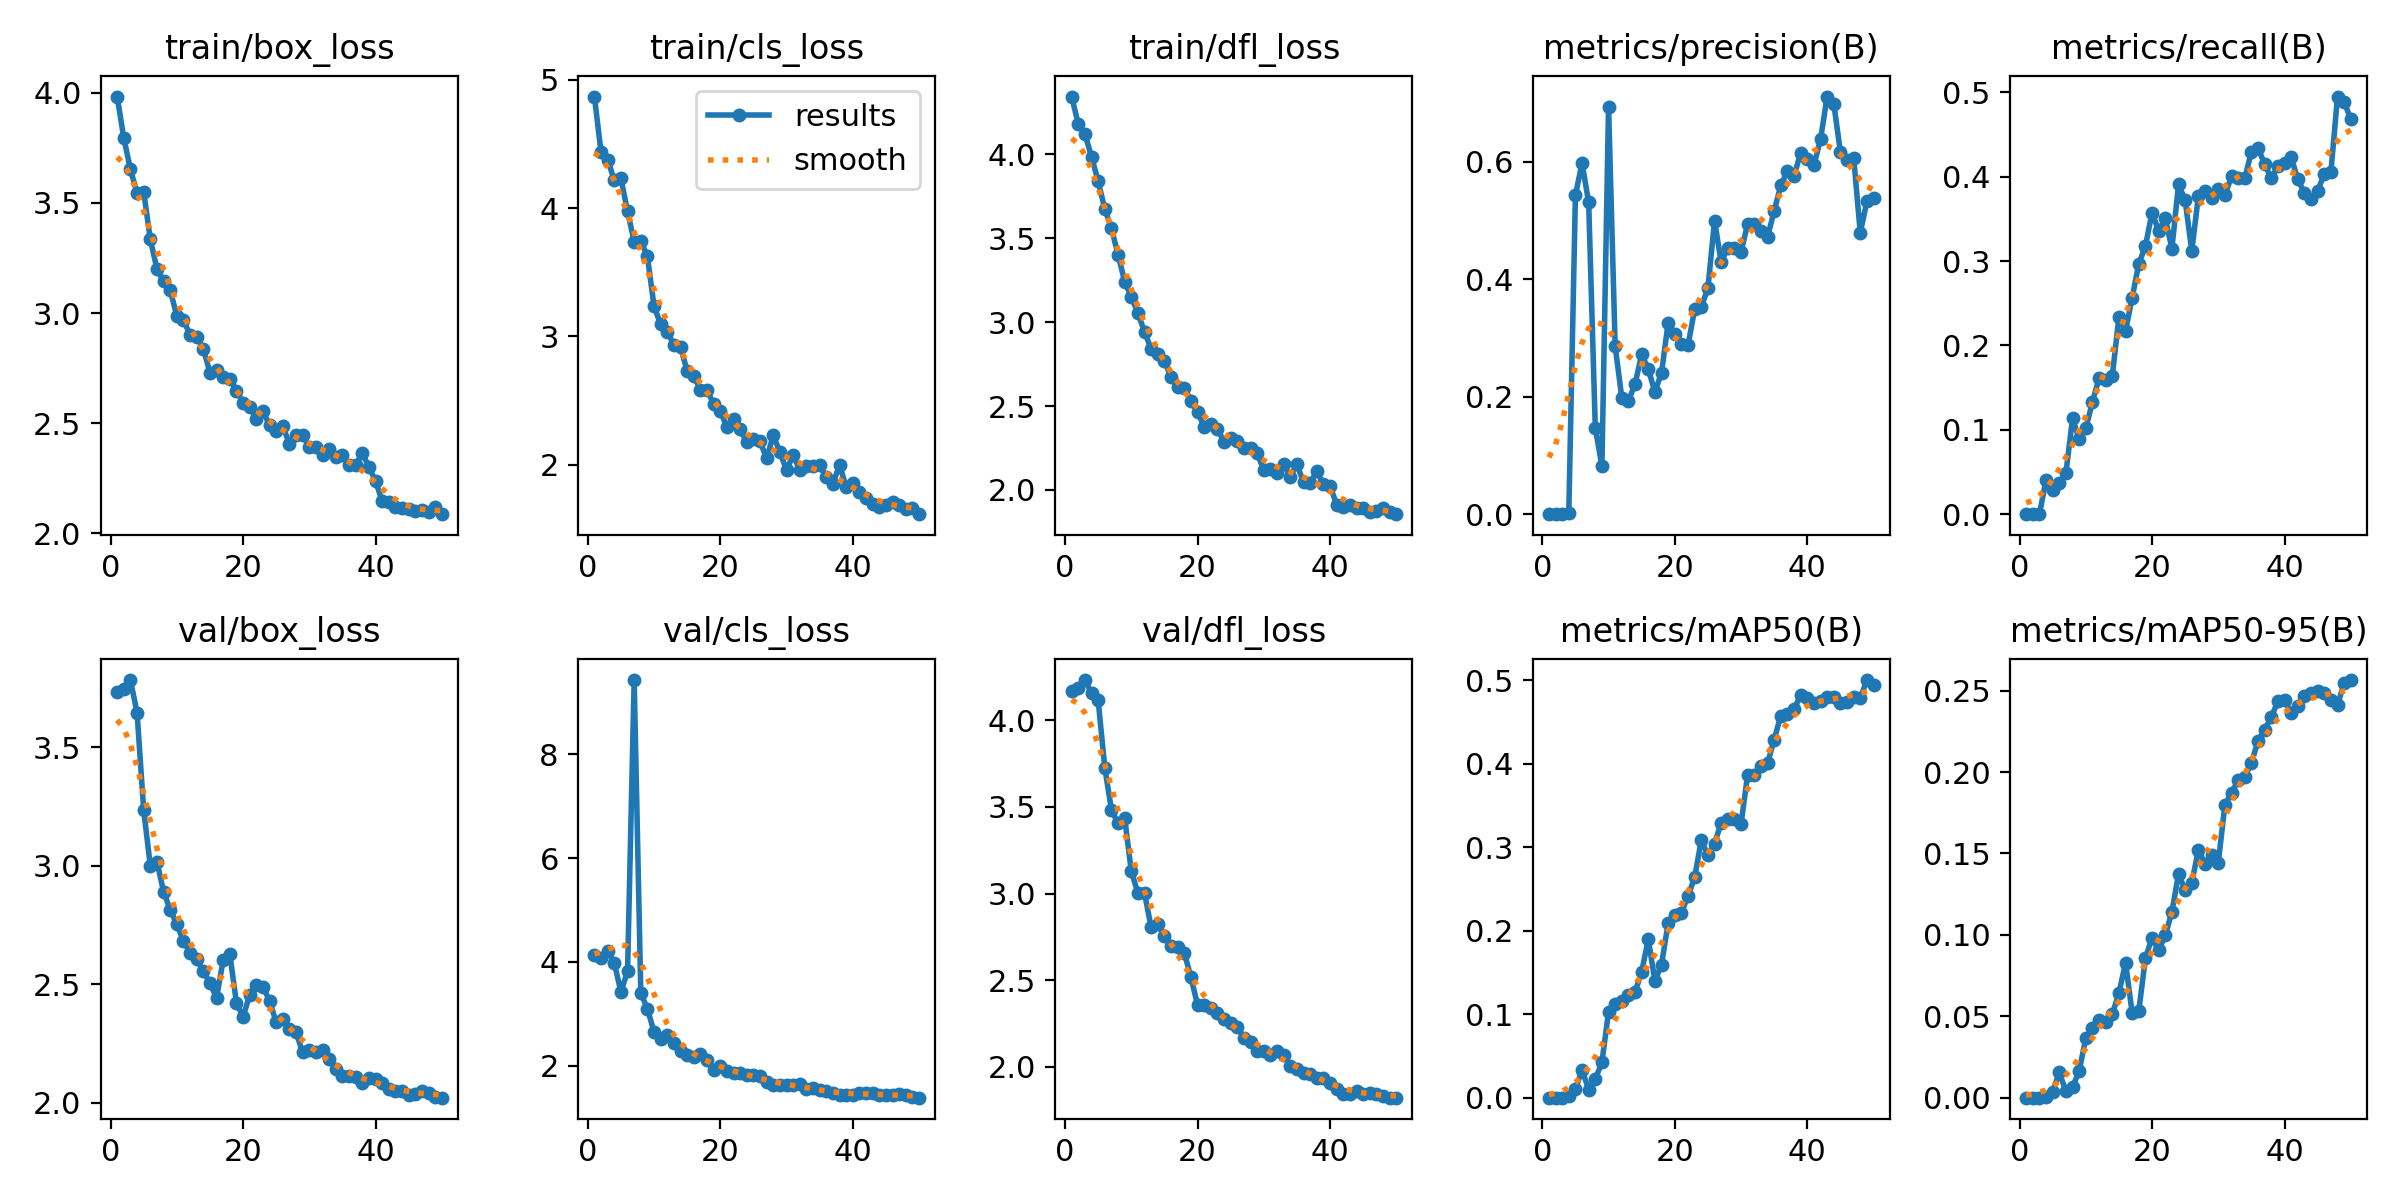 train/box_loss
4.0
3.5
3.0
2.5
2.0
0 20 40
train/cls_loss
results
smooth
5
4
3
2
0 20 40
train/dfl_loss
4.0
3.5
3.0
2.5
2.0
0 20 40
metrics/precision(B)
0.6
0.4
0.2
0.0
0 20 40
metrics/recall(B)
0.5
0.4
0.3
0.2
0.1
0.0
0 20 40
val/box_loss
3.5
3.0
2.5
2.0
0 20 40
val/cls_loss
8
6
4
2
0 20 40
val/dfl_loss
4.0
3.5
3.0
2.5
2.0
0 20 40
metrics/mAP50(B)
0.5
0.4
0.3
0.2
0.1
0.0
0 20 40
metrics/mAP50-95(B)
0.25
0.20
0.15
0.10
0.05
0.00
0 20 40